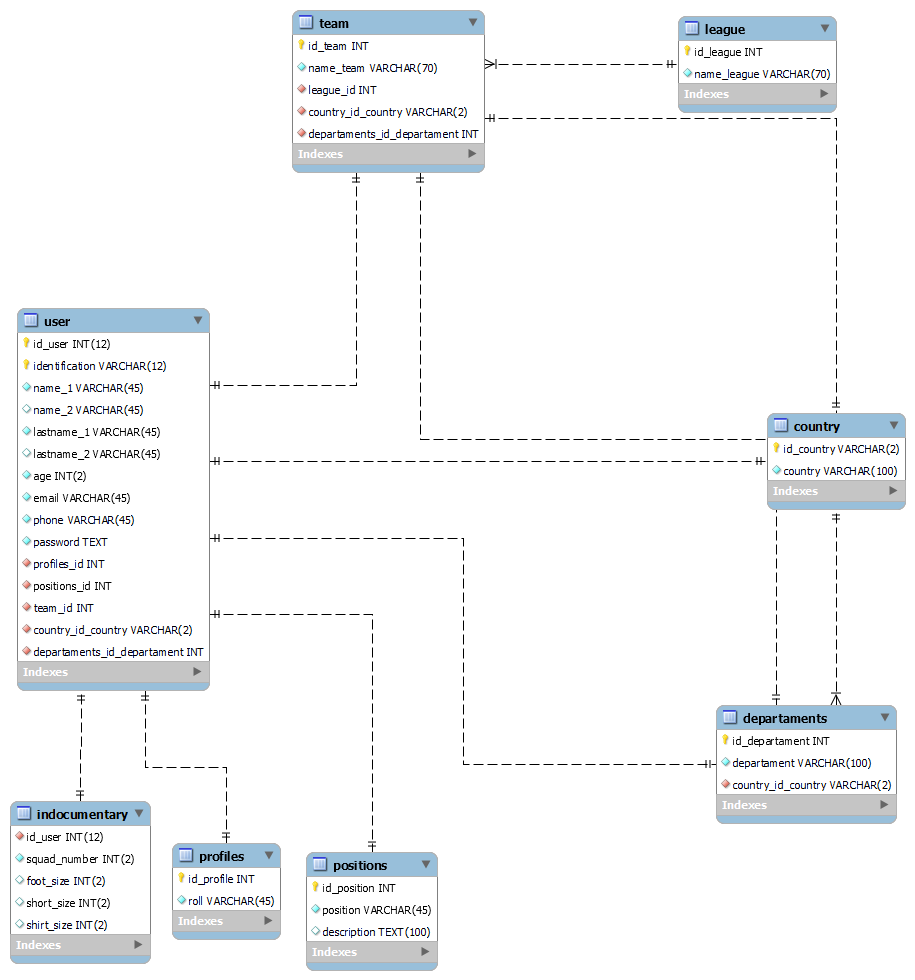 team
id_team INT
name_team VARCHAR(70)
league_id INT
country_id_country VARCHAR(2)
departaments_id_departament INT
Indexes
league
id_league INT
name_league VARCHAR(70)
Indexes
user
id_user INT(12)
identification VARCHAR(12)
name_1 VARCHAR(45)
name_2 VARCHAR(45)
lastname_1 VARCHAR(45)
lastname_2 VARCHAR(45)
age INT(2)
email VARCHAR(45)
phone VARCHAR(45)
password TEXT
profiles_id INT
positions_id INT
team_id INT
country_id_country VARCHAR(2)
departaments_id_departament INT
Indexes
country
id_country VARCHAR(2)
country VARCHAR(100)
Indexes
departaments
id_departament INT
departament VARCHAR(100)
country_id_country VARCHAR(2)
Indexes
indocumentary
id_user INT(12)
squad_number INT(2)
foot_size INT(2)
short_size INT(2)
shirt_size INT(2)
Indexes
profiles
id_profile INT
roll VARCHAR(45)
Indexes
positions
id_position INT
position VARCHAR(45)
description TEXT(100)
Indexes